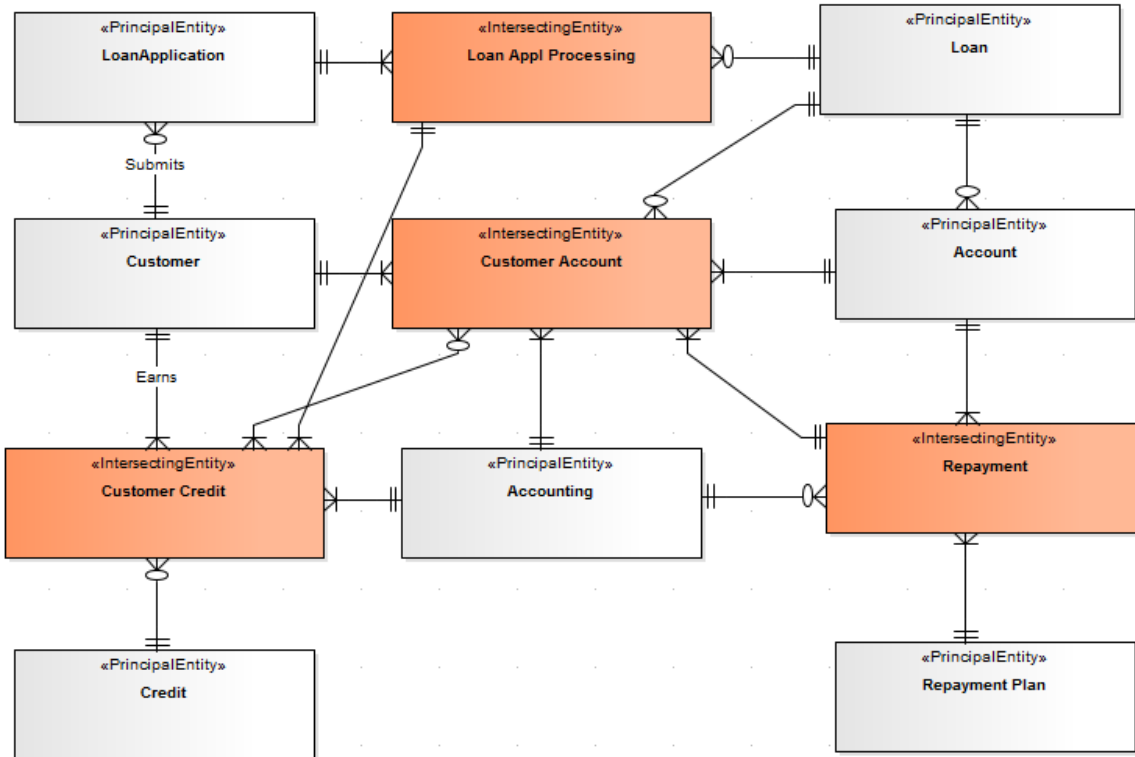 «PrincipalEntity»
LoanApplication
«IntersectingEntity»
Loan Appl Processing
«PrincipalEntity»
Loan
Submits
«PrincipalEntity»
Customer
«IntersectingEntity»
Customer Account
«PrincipalEntity»
Account
Earns
«IntersectingEntity»
Customer Credit
«PrincipalEntity»
Accounting
«IntersectingEntity»
Repayment
«PrincipalEntity»
Credit
«PrincipalEntity»
Repayment Plan